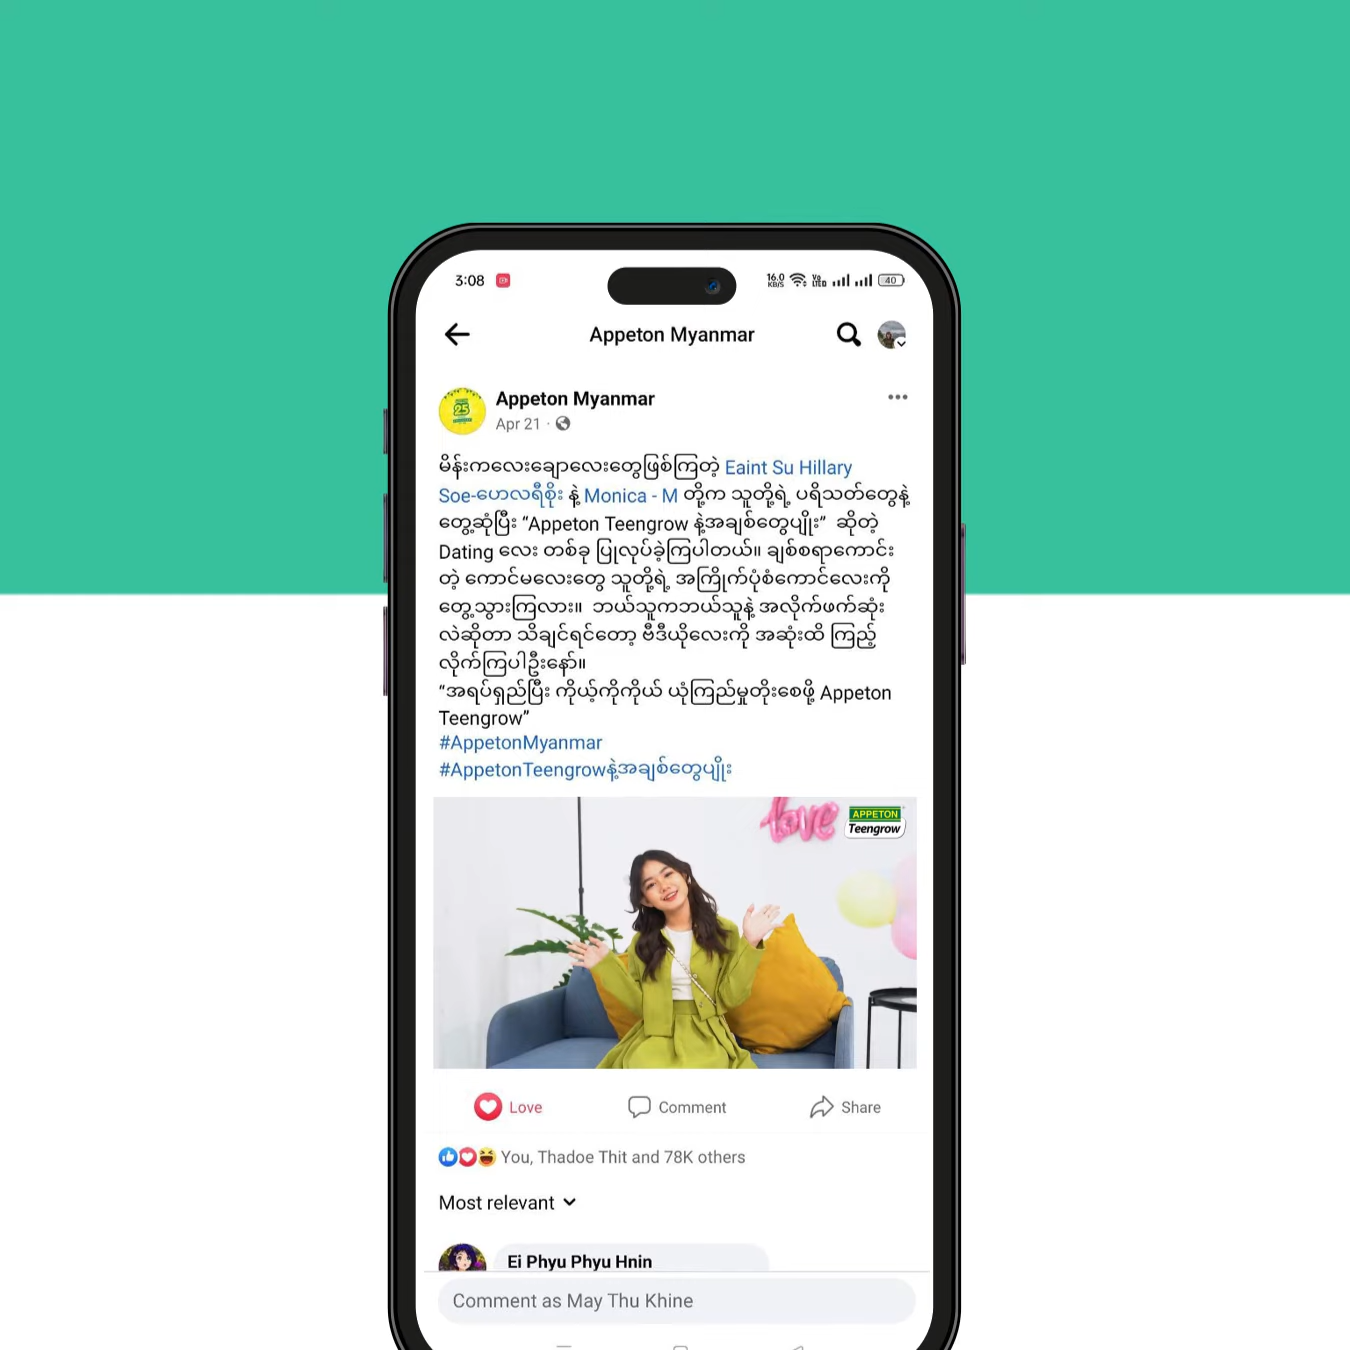 3:08
16.0
KB/S
Vo
LTE
40
Appeton Myanmar
25
Appeton Myanmar
Apr 21 ·
မိန်းကလေးချောလေးတွေဖြစ်ကြတဲ့ Eaint Su Hillary
Soe-ဟေလရီစိုး နဲ့ Monica - M တို့က သူတို့ရဲ့ ပရိသတ်တွေနဲ့
တွေ့ဆုံပြီး “Appeton Teengrow နဲ့အချစ်တွေပျိုး” ဆိုတဲ့
Dating လေး တစ်ခု ပြုလုပ်ခဲ့ကြပါတယ်။ ချစ်စရာကောင်း
တဲ့ ကောင်မလေးတွေ သူတို့ရဲ့ အကြိုက်ပုံစံကောင်လေးကို
တွေ့သွားကြလား။ ဘယ်သူကဘယ်သူနဲ့ အလိုက်ဖက်ဆုံး
လဲဆိုတာ သိချင်ရင်တော့ ဗီဒီယိုလေးကို အဆုံးထိ ကြည့်
လိုက်ကြပါဦးနော်။
“အရပ်ရှည်ပြီး ကိုယ့်ကိုကိုယ် ယုံကြည်မှုတိုးစေဖို့ Appeton
Teengrow”
#AppetonMyanmar
#AppetonTeengrowနဲ့အချစ်တွေပျိုး
love
APPETON
Teengrow
Love
Comment
Share
You, Thadoe Thit and 78K others
Most relevant
Ei Phyu Phyu Hnin
Comment as May Thu Khine